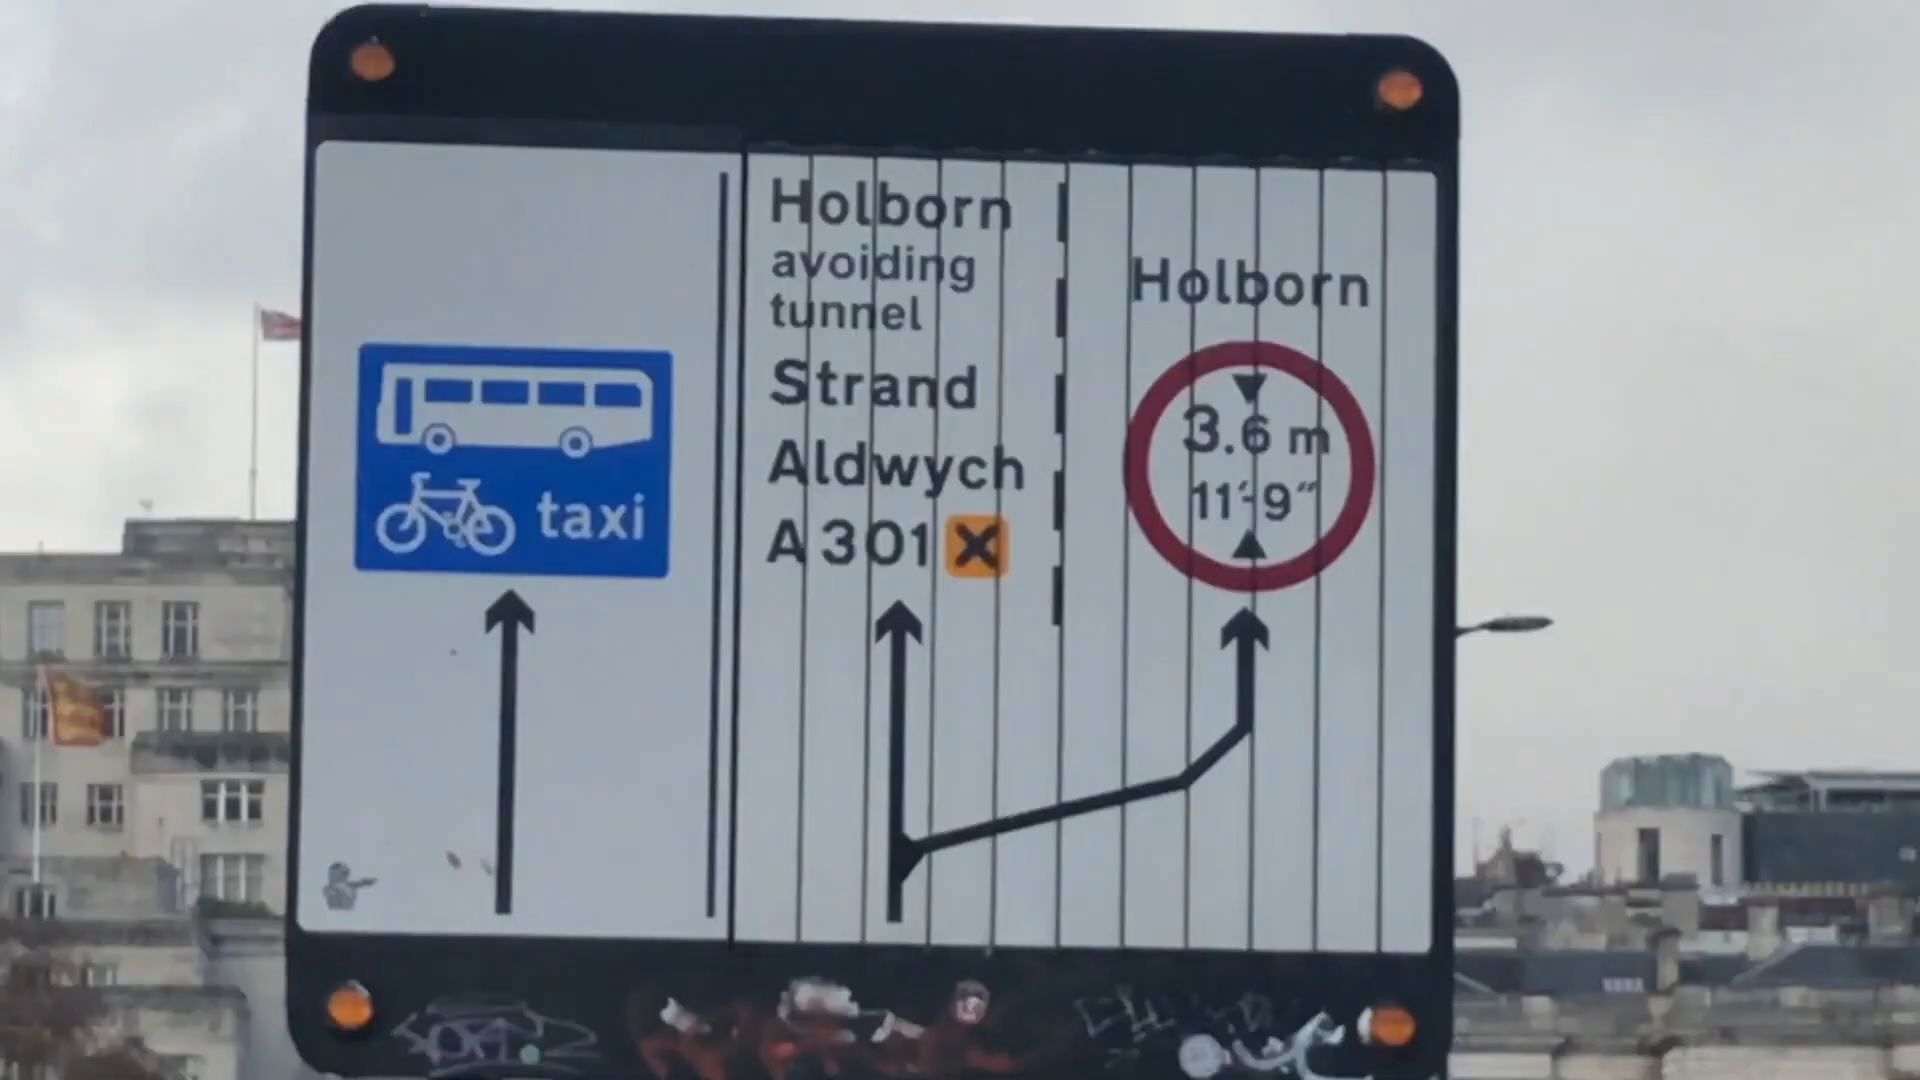 taxi
Holborn
avoiding
tunnel
Strand
Aldwych
A301
Holborn
3.6 m
11'-9"